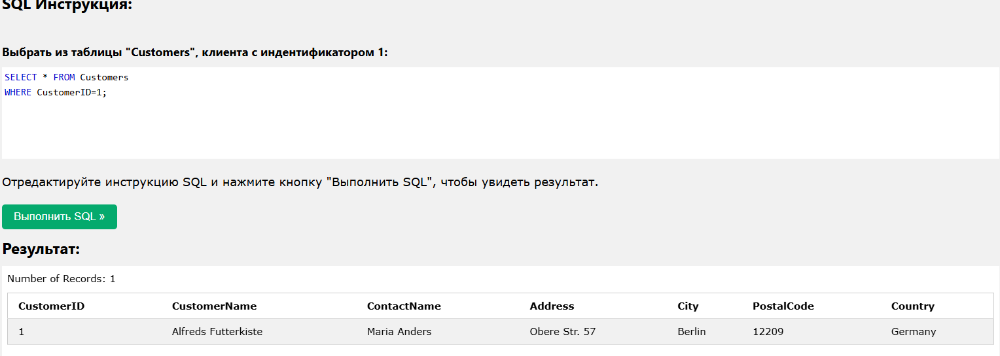 SQL Инструкция:
Выбрать из таблицы "Customers", клиента с индентификатором 1:
SELECT * FROM Customers
WHERE CustomerID=1;
Отредактируйте инструкцию SQL и нажмите кнопку "Выполнить SQL", чтобы увидеть результат.
Выполнить SQL »
Результат:
Number of Records: 1
CustomerID CustomerName ContactName Address City PostalCode Country
1 Alfreds Futterkiste Maria Anders Obere Str. 57 Berlin 12209 Germany